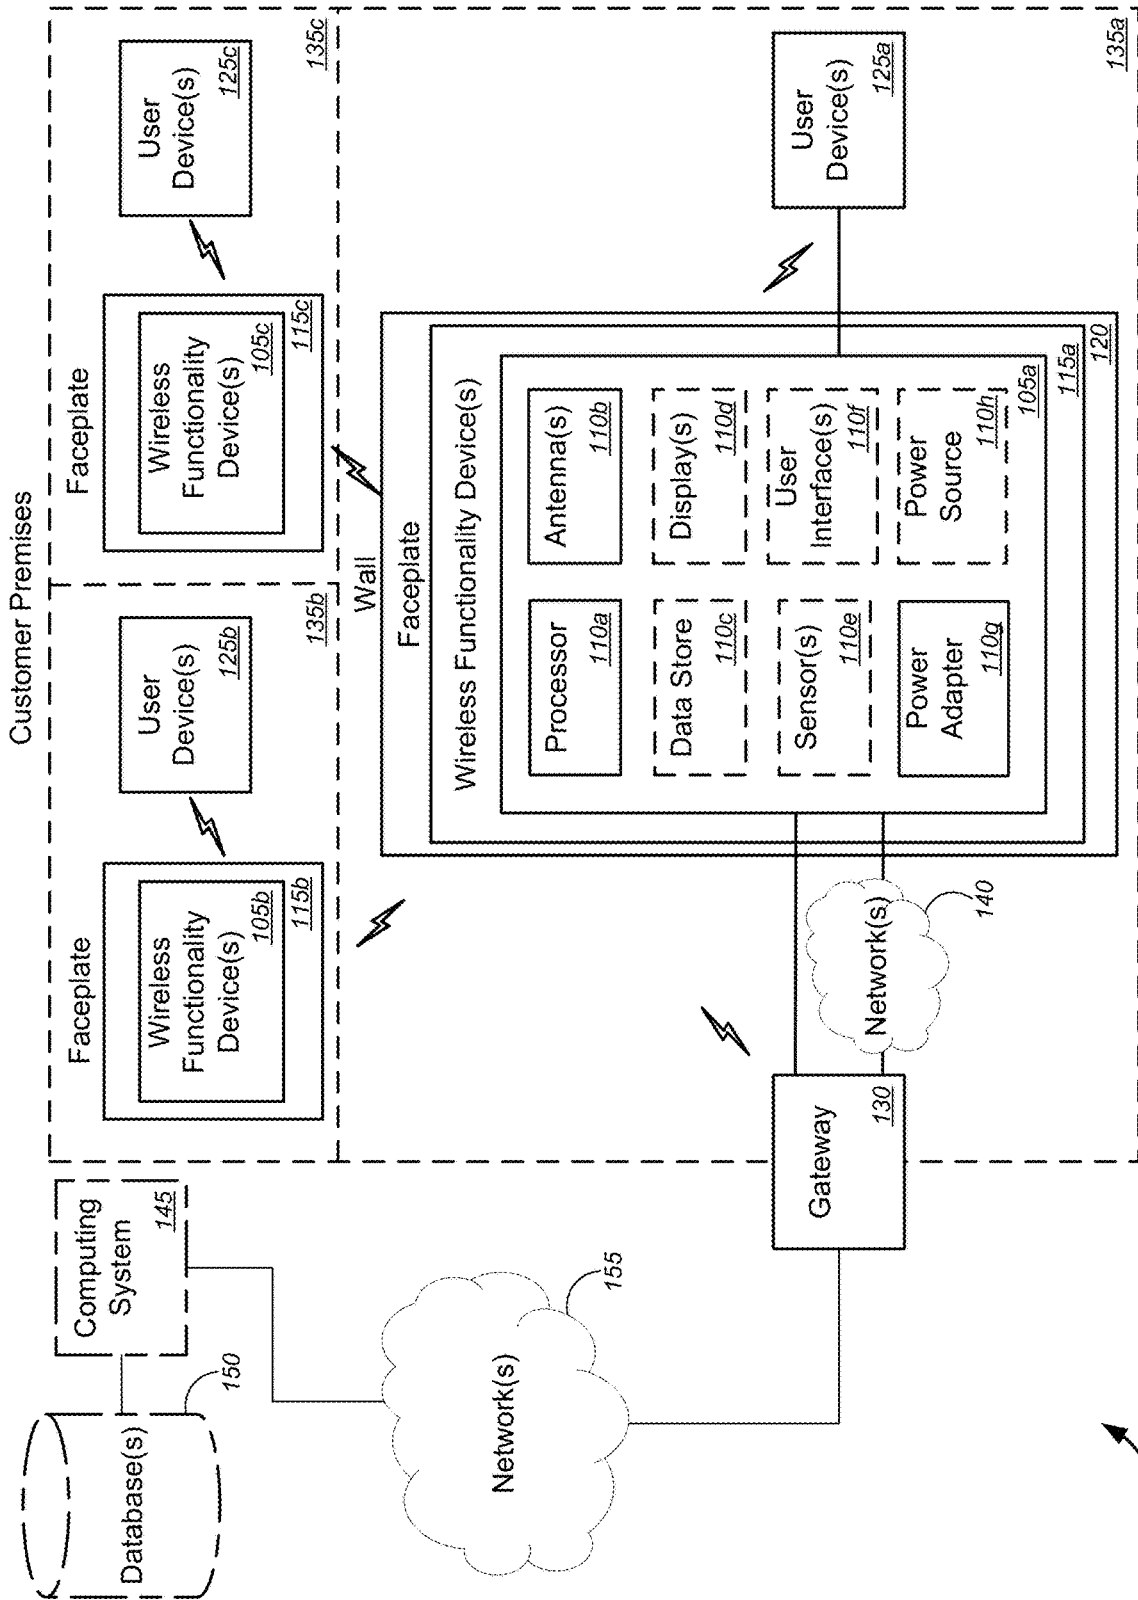 Customer Premises
Database(s)
150
Computing
System
145
Network(s)
155
Gateway
130
Network(s)
140
Faceplate
Wireless
Functionality
Device(s)
105b
115b
User
Device(s)
125b
135b
Faceplate
Wireless
Functionality
Device(s)
105c
115c
User
Device(s)
125c
135c
Wall
Faceplate
Wireless Functionality Device(s)
Processor
110a
Antenna(s)
110b
Data Store
110c
Display(s)
110d
Sensor(s)
110e
User
Interface(s)
110f
Power
Adapter
110g
Power
Source
110h
105a
115a
120
User
Device(s)
125a
135a